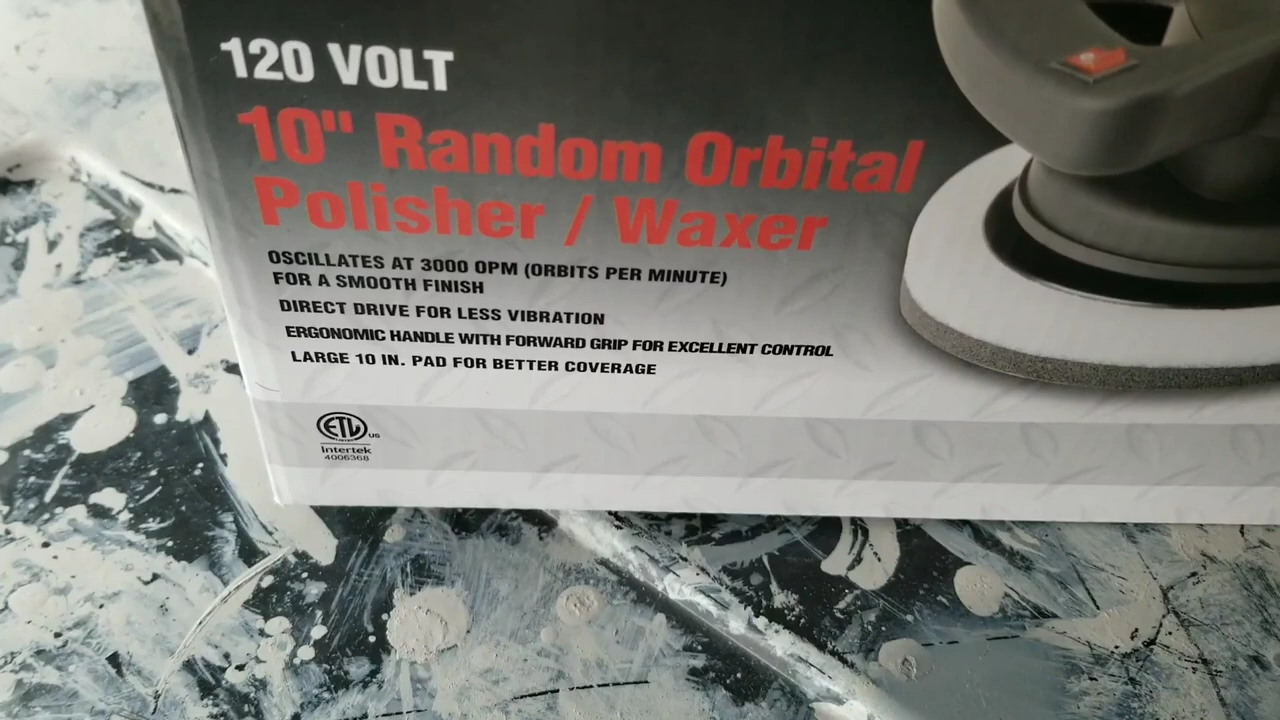 120 VOLT
10" Random Orbital
Polisher / Waxer
OSCILLATES AT 3000 OPM (ORBITS PER MINUTE)
FOR A SMOOTH FINISH
DIRECT DRIVE FOR LESS VIBRATION
ERGONOMIC HANDLE WITH FORWARD GRIP FOR EXCELLENT CONTROL
LARGE 10 IN. PAD FOR BETTER COVERAGE
ETL
LISTED
US
Intertek
4006368